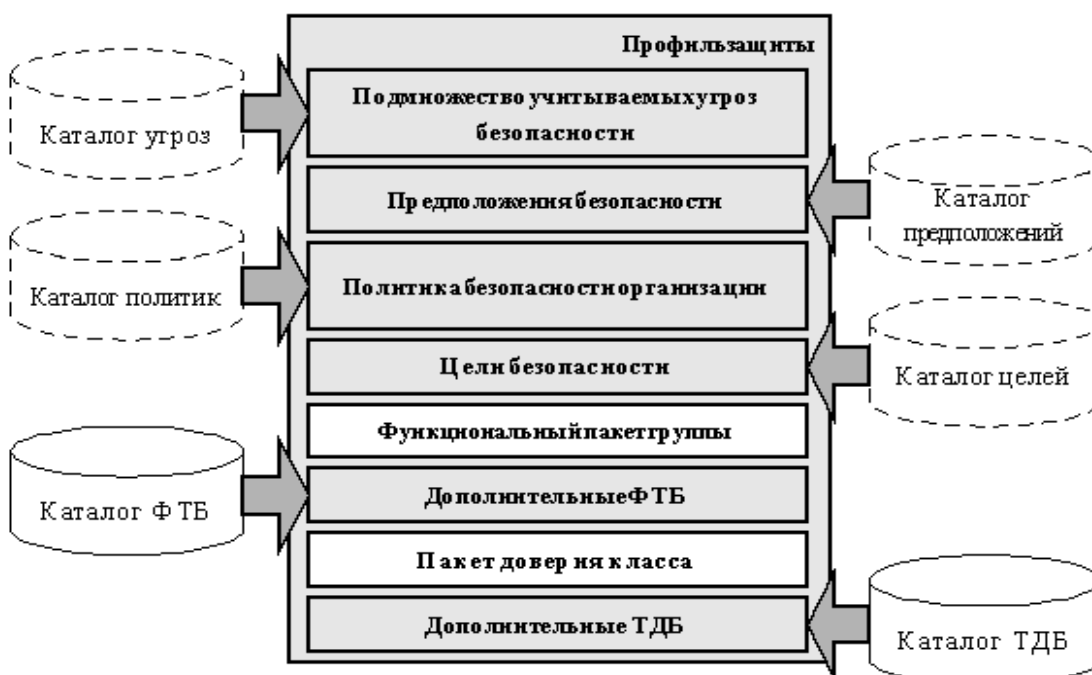 Профиль защиты
Подмножество учитываемых угроз
безопасности
Каталог угроз
Предположения безопасности
Каталог
предположений
Политика безопасности организации
Каталог политик
Цели безопасности
Каталог целей
Функциональный пакет группы
Дополнительные ФТБ
Каталог ФТБ
Пакет доверия класса
Дополнительные ТДБ
Каталог ТДБ